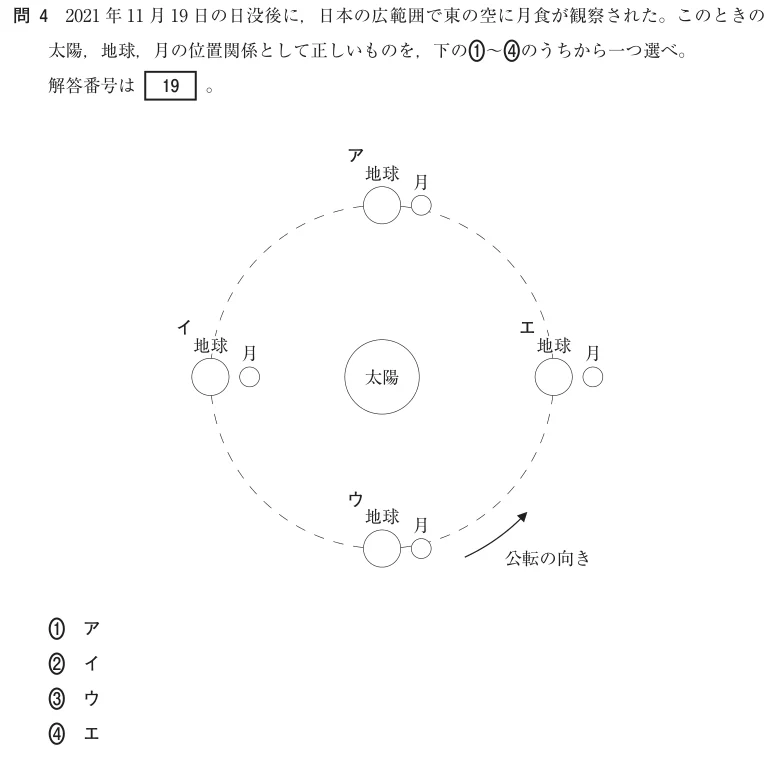 問 4 2021 年 11 月 19 日の日没後に，日本の広範囲で東の空に月食が観察された。このときの
太陽，地球，月の位置関係として正しいものを，下の①～④のうちから一つ選べ。
解答番号は 19 。
ア
地球 月
イ
地球 月
太陽
エ
地球 月
ウ
地球 月
公転の向き
① ア
② イ
③ ウ
④ エ